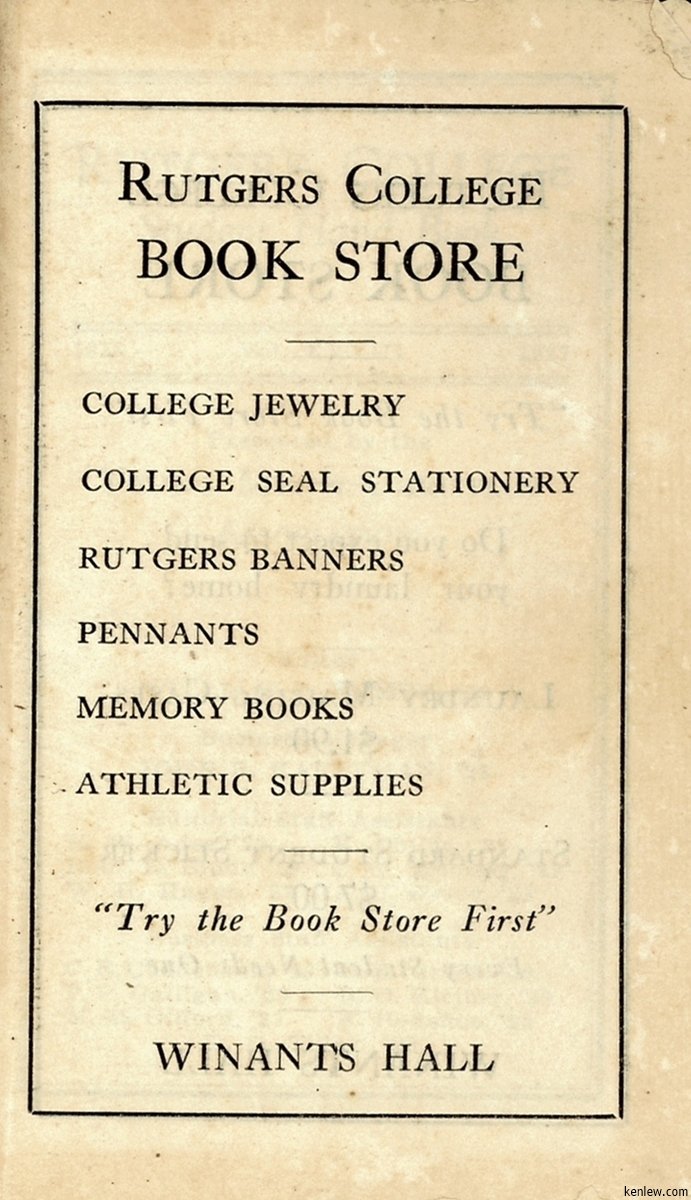 RUTGERS COLLEGE
BOOK STORE
COLLEGE JEWELRY
COLLEGE SEAL STATIONERY
RUTGERS BANNERS
PENNANTS
MEMORY BOOKS
ATHLETIC SUPPLIES
"Try the Book Store First"
WINANTS HALL
kenlew.com